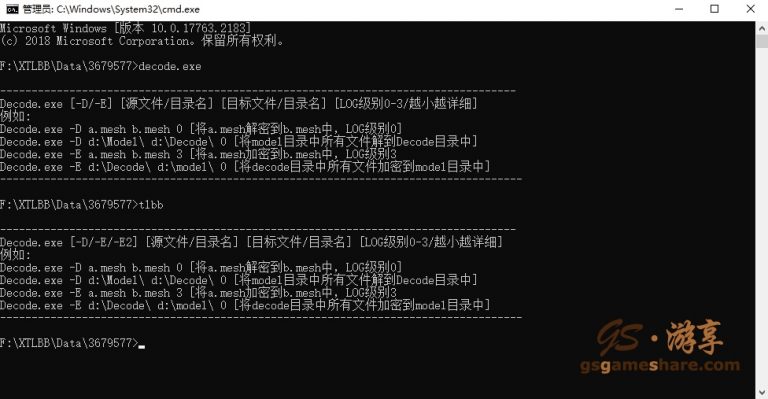 管理员: C:\Windows\System32\cmd.exe
Microsoft Windows [版本 10.0.17763.2183]
(c) 2018 Microsoft Corporation。保留所有权利。
F:\XTLBB\Data\3679577>decode.exe
--------------------------------------------------------------------------------
Decode.exe [-D/-E] [源文件/目录名] [目标文件/目录名] [LOG级别0-3/越小越详细]
例如:
Decode.exe -D a.mesh b.mesh 0 [将a.mesh解密到b.mesh中, LOG级别0]
Decode.exe -D d:\Model\ d:\Decode\ 0 [将model目录中所有文件解到Decode目录中]
Decode.exe -E a.mesh b.mesh 3 [将a.mesh加密到b.mesh中, LOG级别3
Decode.exe -E d:\Decode\ d:\model\ 0 [将decode目录中所有文件加密到model目录中]
--------------------------------------------------------------------------------
F:\XTLBB\Data\3679577>tlbb
--------------------------------------------------------------------------------
Decode.exe [-D/-E/-E2] [源文件/目录名] [目标文件/目录名] [LOG级别0-3/越小越详细]
例如:
Decode.exe -D a.mesh b.mesh 0 [将a.mesh解密到b.mesh中, LOG级别0]
Decode.exe -D d:\Model\ d:\Decode\ 0 [将model目录中所有文件解到Decode目录中]
Decode.exe -E a.mesh b.mesh 3 [将a.mesh加密到b.mesh中, LOG级别3
Decode.exe -E d:\Decode\ d:\model\ 0 [将decode目录中所有文件加密到model目录中]
--------------------------------------------------------------------------------
F:\XTLBB\Data\3679577>_
GS·游享
gsgameshare.com